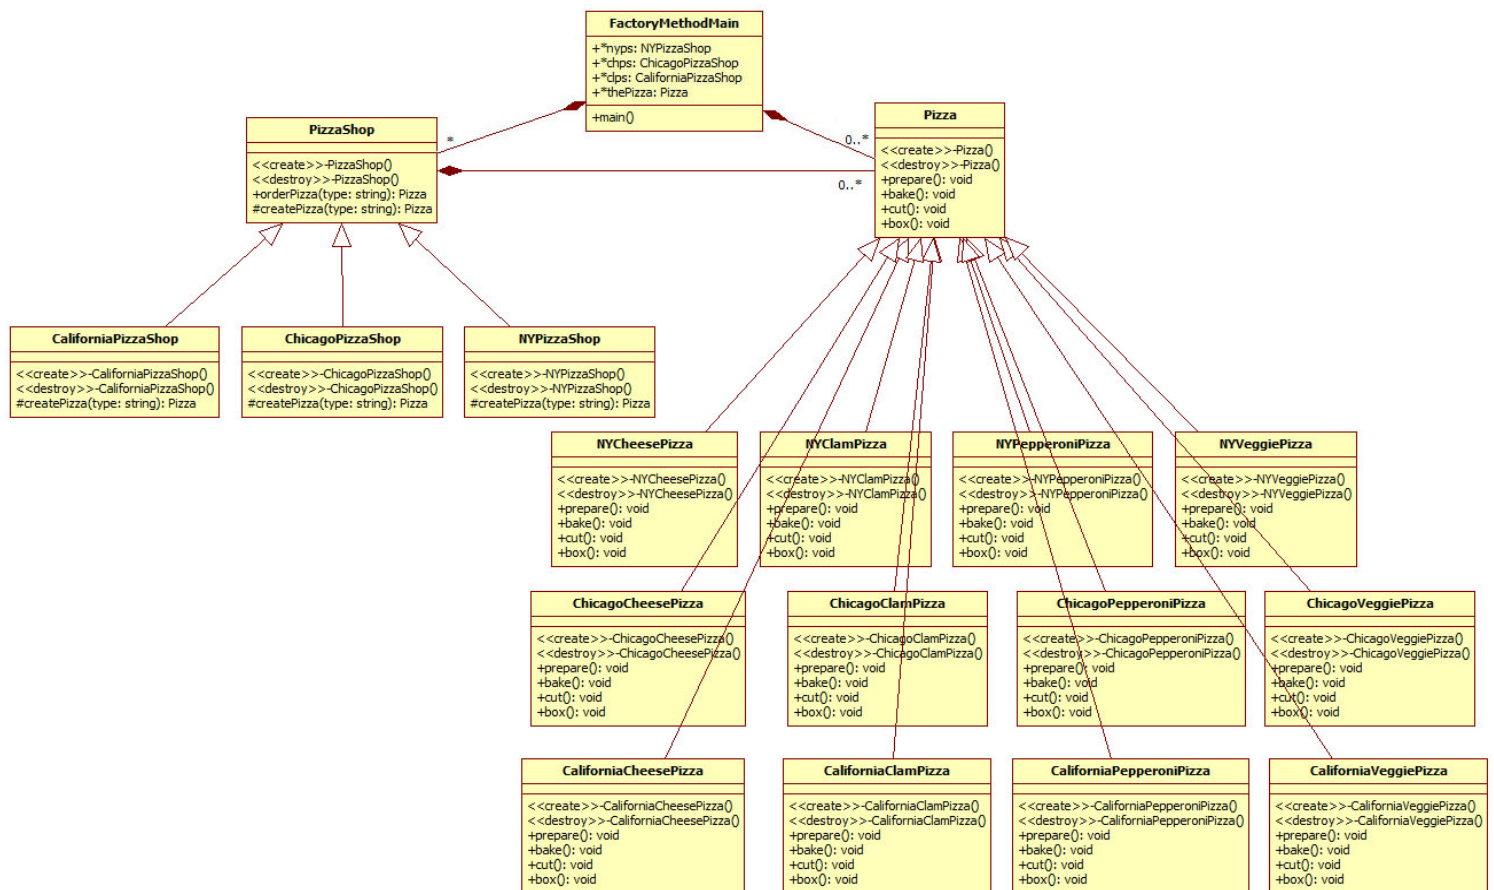 FactoryMethodMain
+*nyps: NYPizzaShop
+*chps: ChicagoPizzaShop
+*clps: CaliforniaPizzaShop
+*thePizza: Pizza
+main()
PizzaShop
<<create>>-PizzaShop()
<<destroy>>-PizzaShop()
+orderPizza(type: string): Pizza
#createPizza(type: string): Pizza
*
0..*
0..*
Pizza
<<create>>-Pizza()
<<destroy>>-Pizza()
+prepare(): void
+bake(): void
+cut(): void
+box(): void
CaliforniaPizzaShop
<<create>>-CaliforniaPizzaShop()
<<destroy>>-CaliforniaPizzaShop()
#createPizza(type: string): Pizza
ChicagoPizzaShop
<<create>>-ChicagoPizzaShop()
<<destroy>>-ChicagoPizzaShop()
#createPizza(type: string): Pizza
NYPizzaShop
<<create>>-NYPizzaShop()
<<destroy>>-NYPizzaShop()
#createPizza(type: string): Pizza
NYCheesePizza
<<create>>-NYCheesePizza()
<<destroy>>-NYCheesePizza()
+prepare(): void
+bake(): void
+cut(): void
+box(): void
NYClamPizza
<<create>>-NYClamPizza()
<<destroy>>-NYClamPizza()
+prepare(): void
+bake(): void
+cut(): void
+box(): void
NYPepperoniPizza
<<create>>-NYPepperoniPizza()
<<destroy>>-NYPepperoniPizza()
+prepare(): void
+bake(): void
+cut(): void
+box(): void
NYVeggiePizza
<<create>>-NYVeggiePizza()
<<destroy>>-NYVeggiePizza()
+prepare(): void
+bake(): void
+cut(): void
+box(): void
ChicagoCheesePizza
<<create>>-ChicagoCheesePizza()
<<destroy>>-ChicagoCheesePizza()
+prepare(): void
+bake(): void
+cut(): void
+box(): void
ChicagoClamPizza
<<create>>-ChicagoClamPizza()
<<destroy>>-ChicagoClamPizza()
+prepare(): void
+bake(): void
+cut(): void
+box(): void
ChicagoPepperoniPizza
<<create>>-ChicagoPepperoniPizza()
<<destroy>>-ChicagoPepperoniPizza()
+prepare(): void
+bake(): void
+cut(): void
+box(): void
ChicagoVeggiePizza
<<create>>-ChicagoVeggiePizza()
<<destroy>>-ChicagoVeggiePizza()
+prepare(): void
+bake(): void
+cut(): void
+box(): void
CaliforniaCheesePizza
<<create>>-CaliforniaCheesePizza()
<<destroy>>-CaliforniaCheesePizza()
+prepare(): void
+bake(): void
+cut(): void
+box(): void
CaliforniaClamPizza
<<create>>-CaliforniaClamPizza()
<<destroy>>-CaliforniaClamPizza()
+prepare(): void
+bake(): void
+cut(): void
+box(): void
CaliforniaPepperoniPizza
<<create>>-CaliforniaPepperoniPizza()
<<destroy>>-CaliforniaPepperoniPizza()
+prepare(): void
+bake(): void
+cut(): void
+box(): void
CaliforniaVeggiePizza
<<create>>-CaliforniaVeggiePizza()
<<destroy>>-CaliforniaVeggiePizza()
+prepare(): void
+bake(): void
+cut(): void
+box(): void